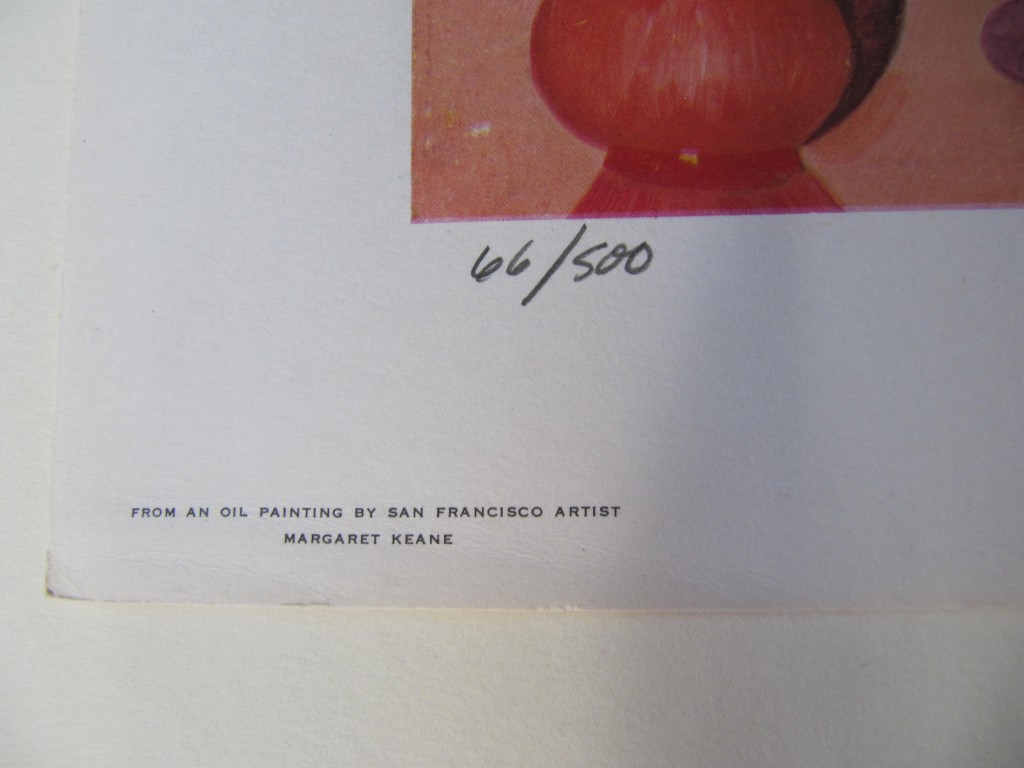 66/500
FROM AN OIL PAINTING BY SAN FRANCISCO ARTIST
MARGARET KEANE